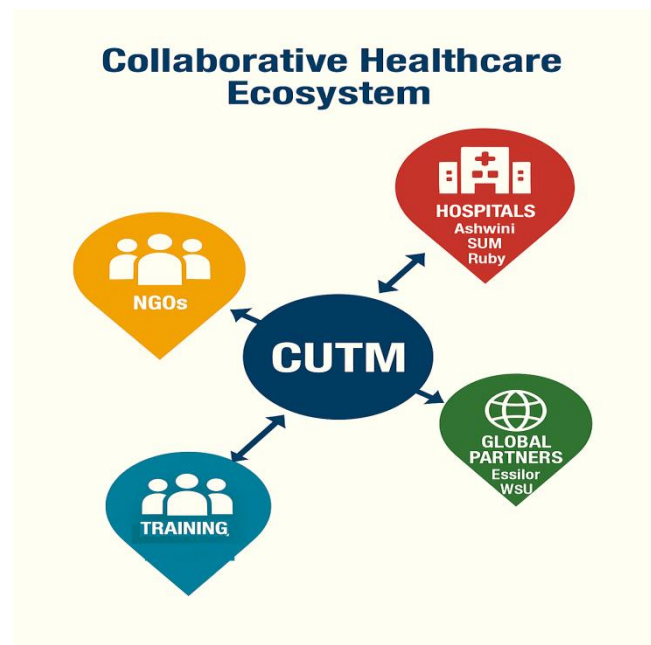 Collaborative Healthcare
Ecosystem
HOSPITALS
Ashwini
SUM
Ruby
NGOs
CUTM
GLOBAL
PARTNERS
Essilor
WsU
TRAINING